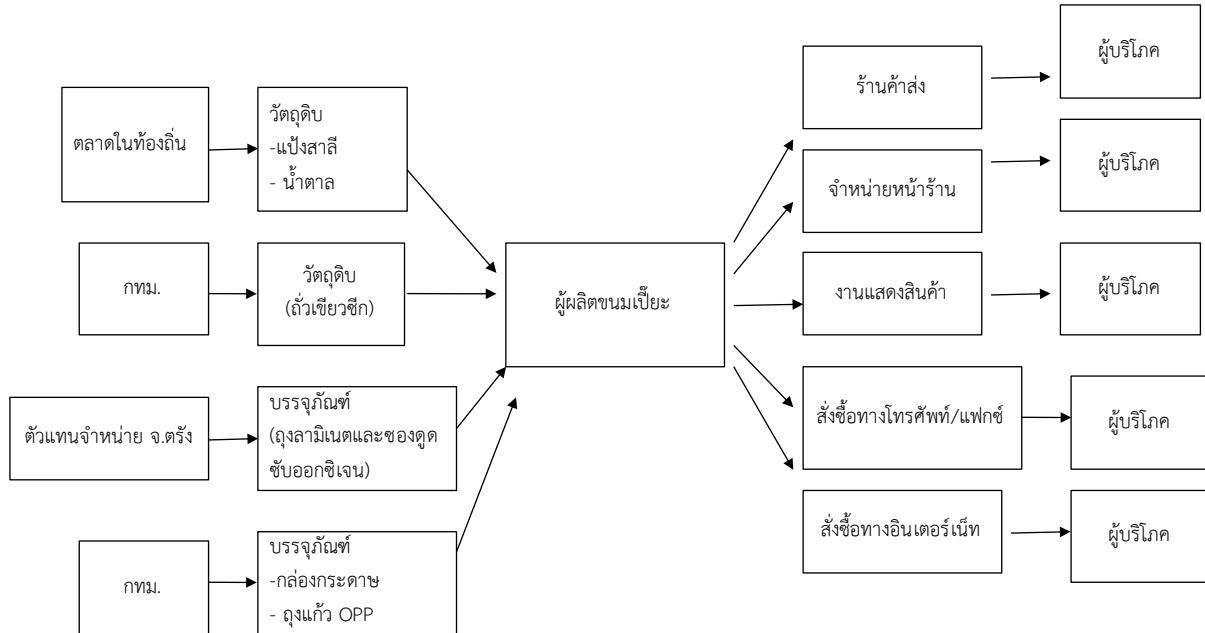 ตลาดในท้องถิ่น
วัตถุดิบ
-แป้งสาลี
- น้ำตาล
กทม.
วัตถุดิบ
(ถั่วเขียวซีก)
ตัวแทนจำหน่าย จ.ตรัง
บรรจุภัณฑ์
(ถุงลามิเนตและซองดูด
ซับออกซิเจน)
กทม.
บรรจุภัณฑ์
-กล่องกระดาษ
- ถุงแก้ว OPP
ผู้ผลิตขนมเปี๊ยะ
ร้านค้าส่ง
ผู้บริโภค
จำหน่ายหน้าร้าน
ผู้บริโภค
งานแสดงสินค้า
ผู้บริโภค
สั่งซื้อทางโทรศัพท์/แฟกซ์
ผู้บริโภค
สั่งซื้อทางอินเตอร์เน็ท
ผู้บริโภค